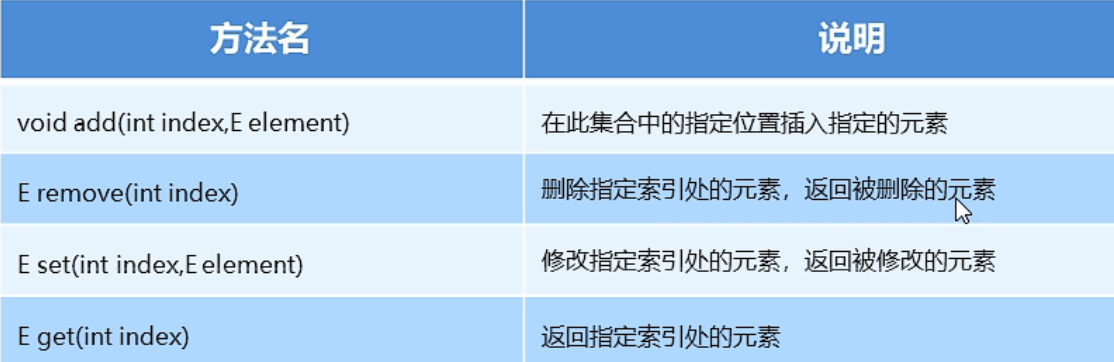 方法名 说明
void add(int index,E element) 在此集合中的指定位置插入指定的元素
E remove(int index) 删除指定索引处的元素，返回被删除的元素
E set(int index,E element) 修改指定索引处的元素，返回被修改的元素
E get(int index) 返回指定索引处的元素